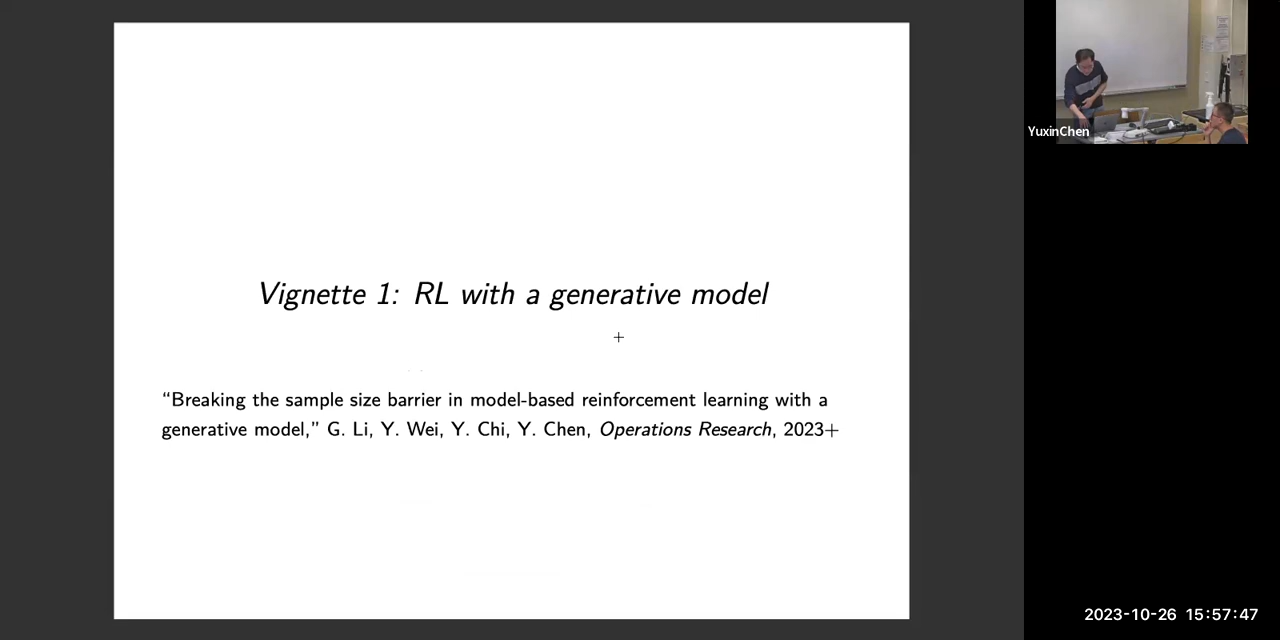 Vignette 1: RL with a generative model
“Breaking the sample size barrier in model-based reinforcement learning with a
generative model,” G. Li, Y. Wei, Y. Chi, Y. Chen, Operations Research, 2023+
YuxinChen
2023-10-26 15:57:47